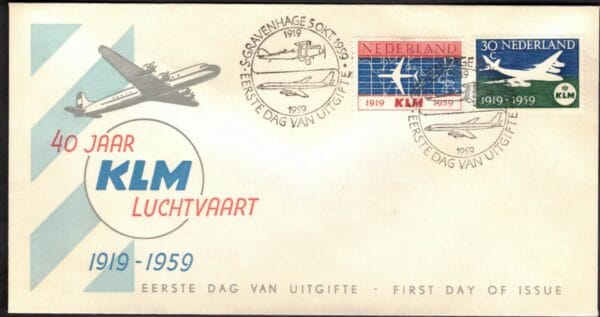 40 JAAR
KLM
LUCHTVAART
1919 - 1959
'S-GRAVENHAGE 5 OKT. 1959
1919
1959
EERSTE DAG VAN UITGIFTE
NEDERLAND
12
1919 KLM 1959
30 NEDERLAND
C
1919-1959 KLM
1959
EERSTE DAG VAN UITGIFTE
EERSTE DAG VAN UITGIFTE - FIRST DAY OF ISSUE